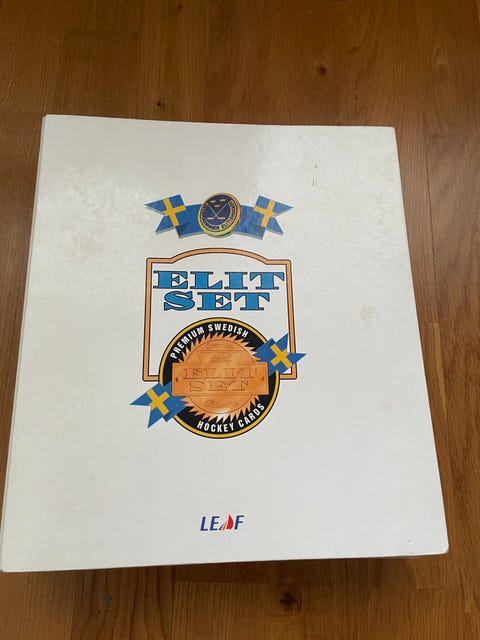 ELIT
SET
PREMIUM SWEDISH
ELIT
SET
HOCKEY CARDS
LEAF